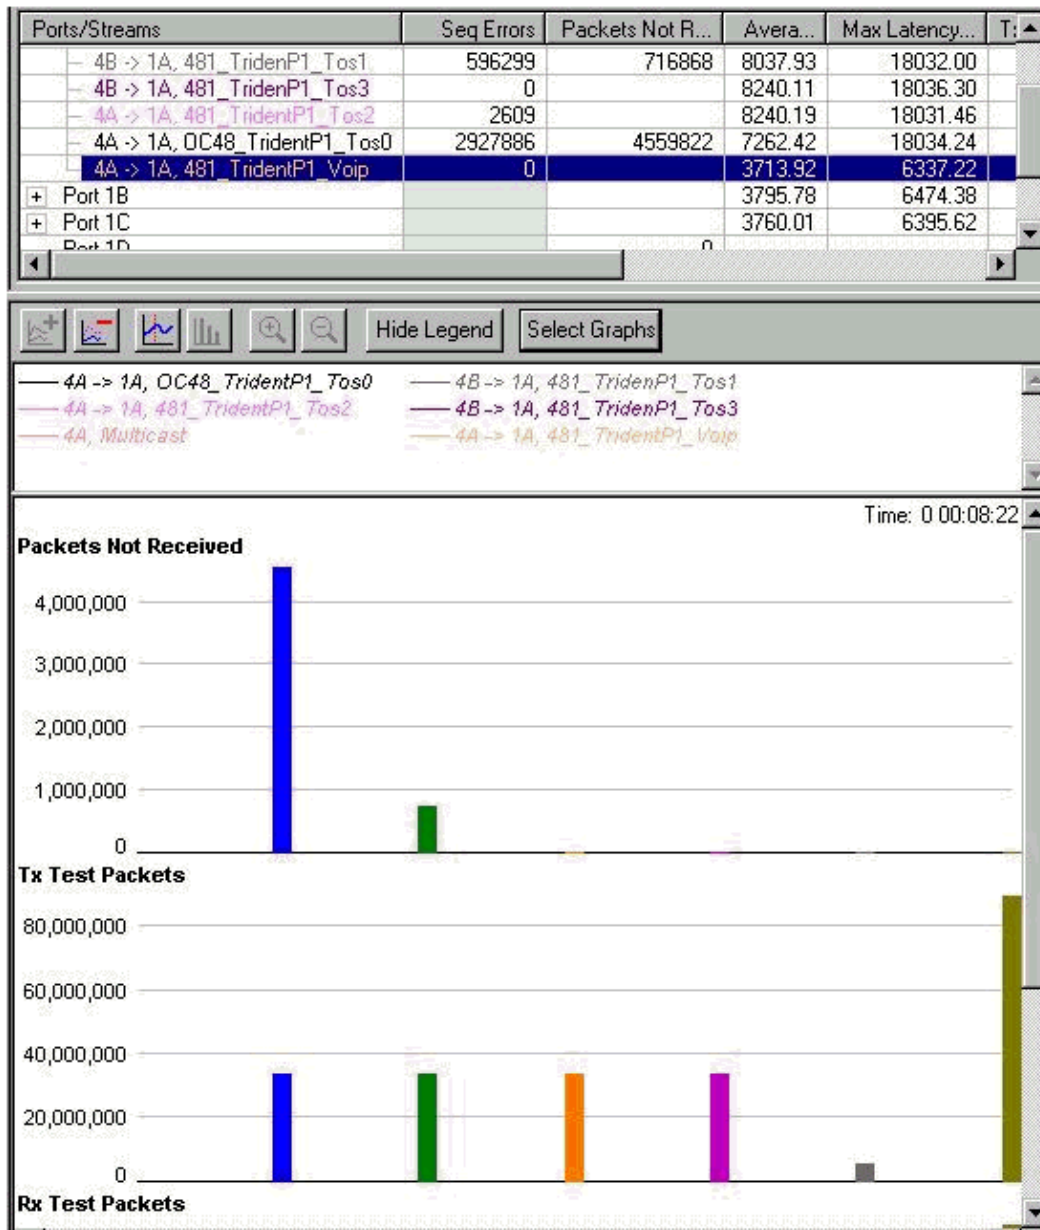 Ports/Streams Seq Errors Packets Not R... Avera... Max Latency...
4B -> 1A, 481_TridenP1_Tos1 596299 716868 8037.93 18032.00
4B -> 1A, 481_TridenP1_Tos3 0 8240.11 18036.30
4A -> 1A, 481_TridentP1_Tos2 2609 8240.19 18031.46
4A -> 1A, OC48_TridentP1_Tos0 2927886 4559822 7262.42 18034.24
4A -> 1A, 481_TridentP1_Voip 0 3713.92 6337.22
+ Port 1B 3795.78 6474.38
+ Port 1C 3760.01 6395.62
Port 1D 0
Hide Legend Select Graphs
4A -> 1A, OC48_TridentP1_Tos0 4B -> 1A, 481_TridenP1_Tos1
4A -> 1A, 481_TridentP1_Tos2 4B -> 1A, 481_TridenP1_Tos3
4A, Multicast 4A -> 1A, 481_TridentP1_Voip
Time: 0 00:08:22
Packets Not Received
4,000,000
3,000,000
2,000,000
1,000,000
0
Tx Test Packets
80,000,000
60,000,000
40,000,000
20,000,000
0
Rx Test Packets